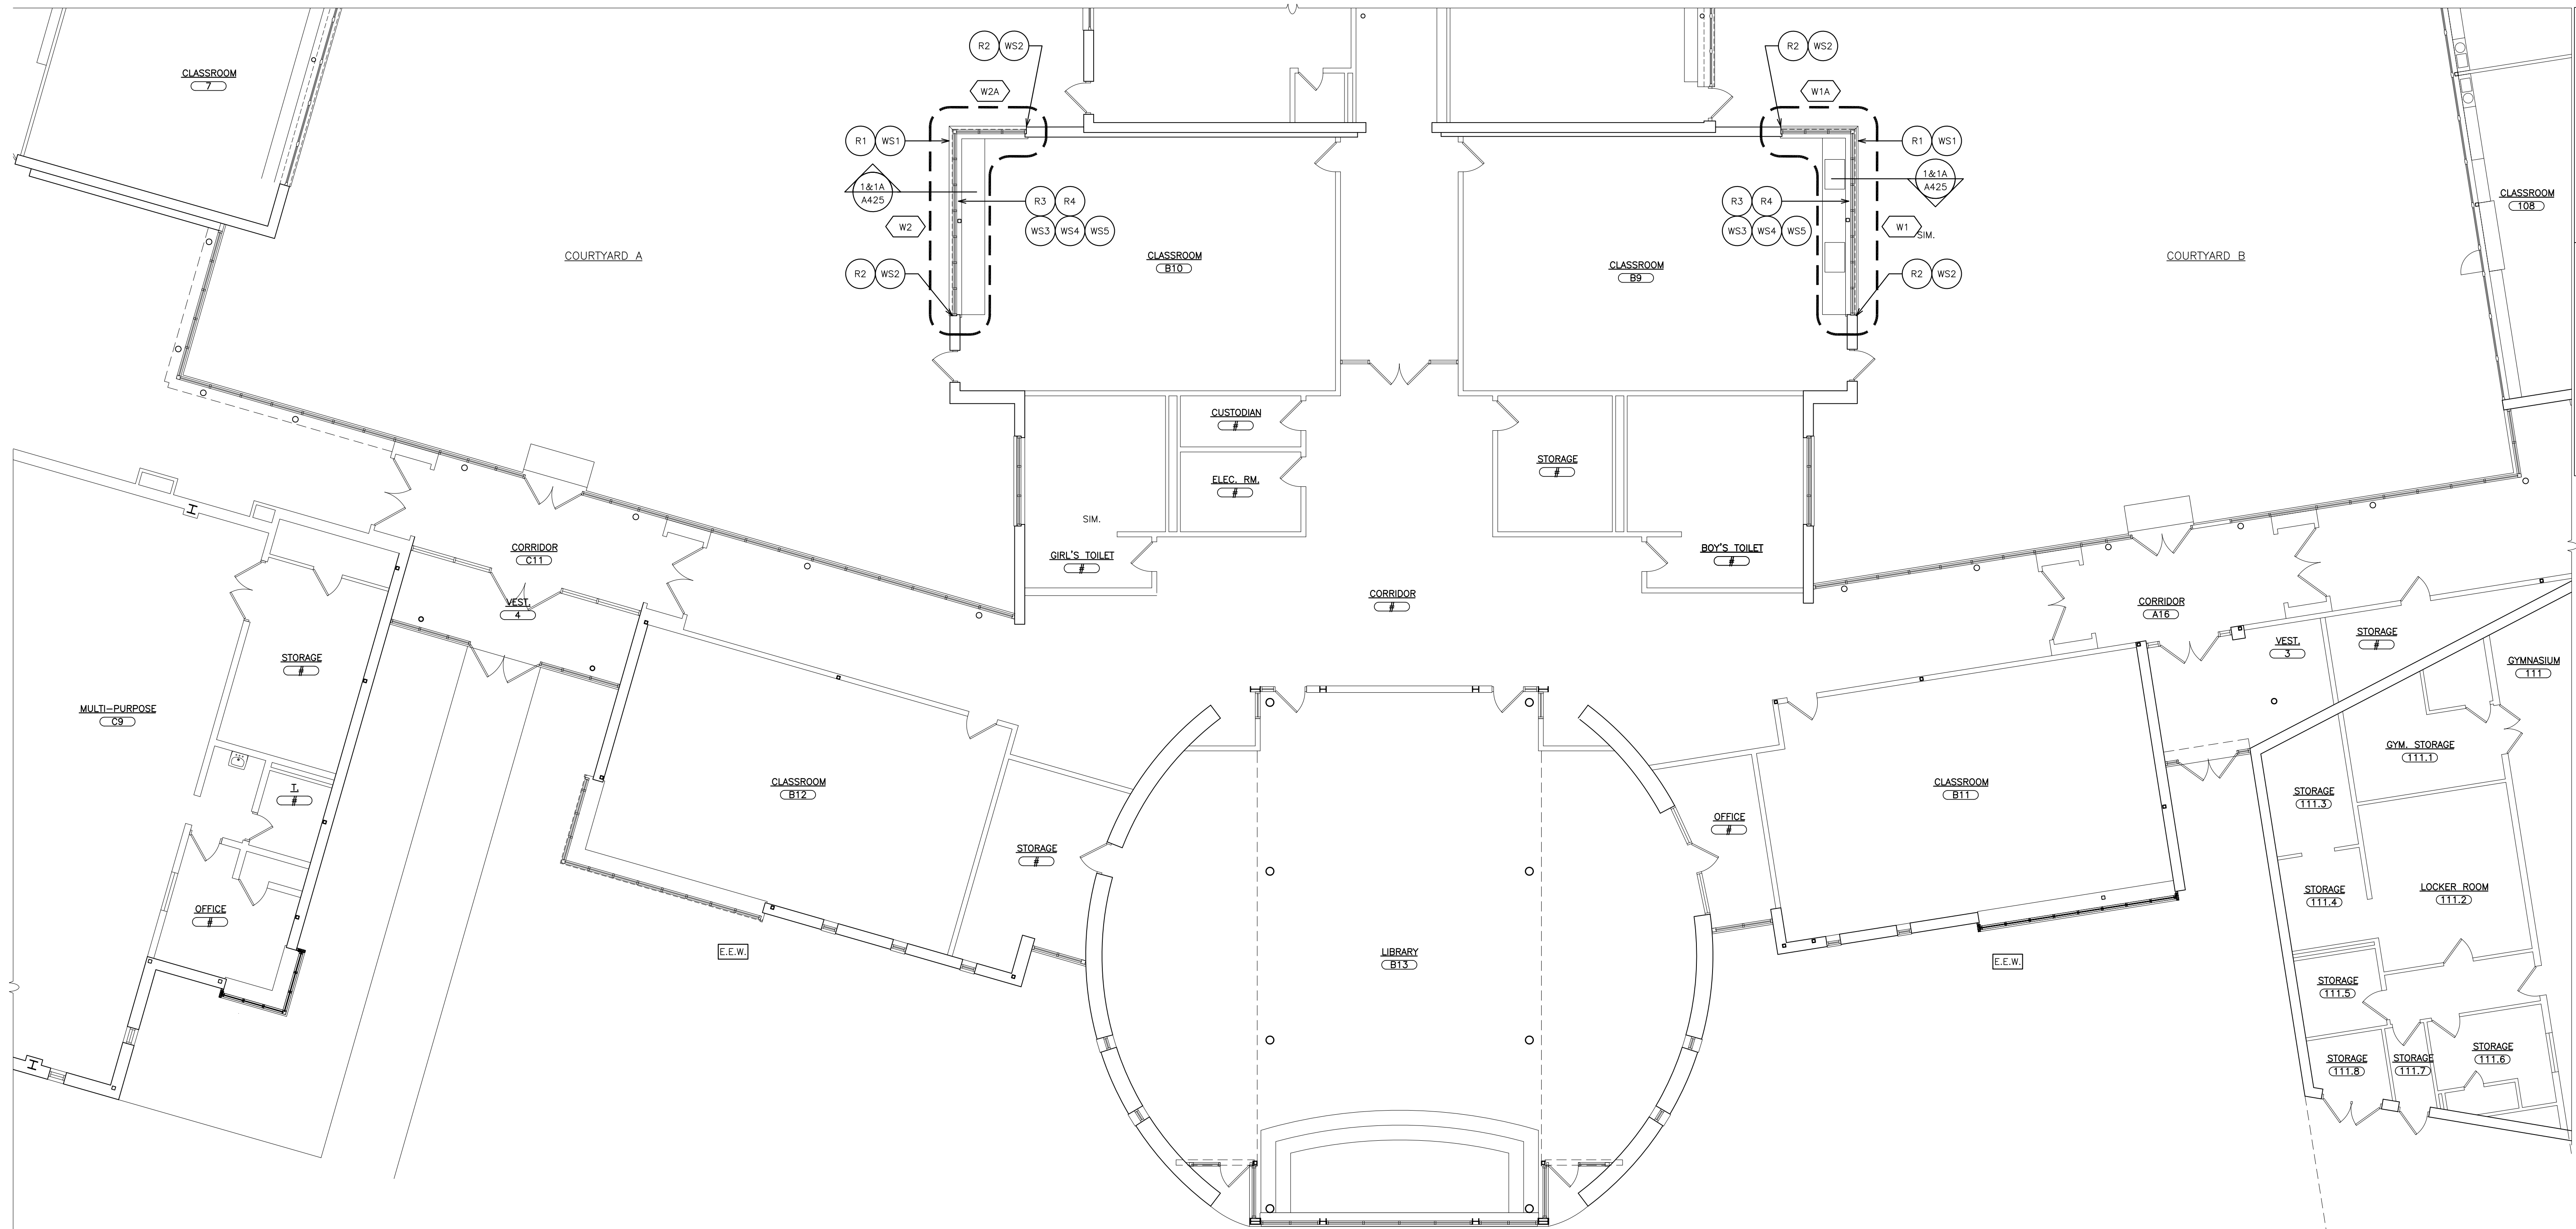 R2 WS2
R2 WS2
CLASSROOM
7
W2A
W1A
R1 WS1
R1 WS1
1&1A
A425
1&1A
A425
R3 R4
WS3 WS4 WS5
R3 R4
WS3 WS4 WS5
CLASSROOM
108
W2
W1
SIM.
COURTYARD A
CLASSROOM
B10
CLASSROOM
B9
COURTYARD B
R2 WS2
R2 WS2
CUSTODIAN
#
STORAGE
#
ELEC. RM.
#
SIM.
GIRL'S TOILET
#
BOY'S TOILET
#
CORRIDOR
C11
VEST.
4
CORRIDOR
#
CORRIDOR
A16
VEST.
3
STORAGE
#
GYMNASIUM
111
STORAGE
#
MULTI-PURPOSE
C9
GYM. STORAGE
111.1
T.
#
CLASSROOM
B12
CLASSROOM
B11
STORAGE
111.3
OFFICE
#
STORAGE
#
STORAGE
111.4
LOCKER ROOM
111.2
OFFICE
#
E.E.W.
LIBRARY
B13
E.E.W.
STORAGE
111.5
STORAGE
111.8
STORAGE
111.7
STORAGE
111.6